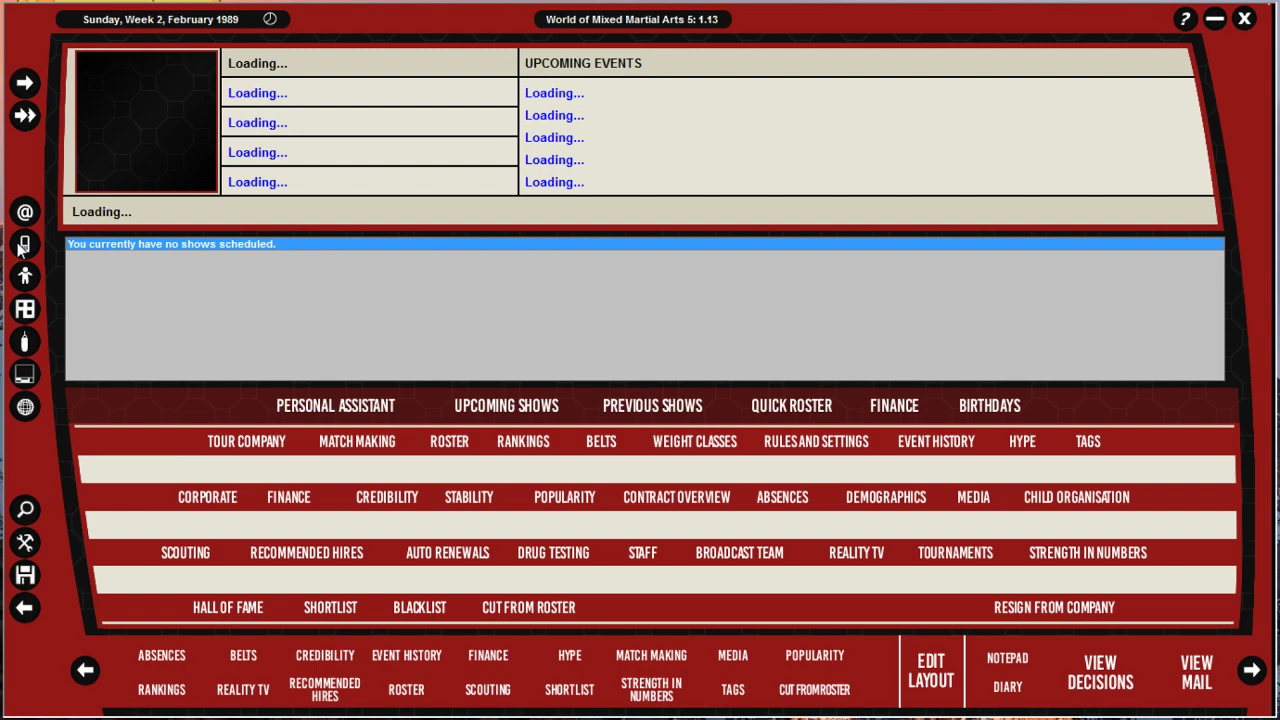 Sunday, Week 2, February 1989
World of Mixed Martial Arts 5: 1.13
?
X
Loading...
UPCOMING EVENTS
Loading...
Loading...
Loading...
Loading...
Loading...
Loading...
Loading...
Loading...
Loading...
Loading...
@
You currently have no shows scheduled.
PERSONAL ASSISTANT UPCOMING SHOWS PREVIOUS SHOWS QUICK ROSTER FINANCE BIRTHDAYS
TOUR COMPANY MATCH MAKING ROSTER RANKINGS BELTS WEIGHT CLASSES RULES AND SETTINGS EVENT HISTORY HYPE TAGS
CORPORATE FINANCE CREDIBILITY STABILITY POPULARITY CONTRACT OVERVIEW ABSENCES DEMOGRAPHICS MEDIA CHILD ORGANISATION
SCOUTING RECOMMENDED HIRES AUTO RENEWALS DRUG TESTING STAFF BROADCAST TEAM REALITY TV TOURNAMENTS STRENGTH IN NUMBERS
HALL OF FAME SHORTLIST BLACKLIST CUT FROM ROSTER RESIGN FROM COMPANY
ABSENCES BELTS CREDIBILITY EVENT HISTORY FINANCE HYPE MATCH MAKING MEDIA POPULARITY
RANKINGS REALITY TV RECOMMENDED HIRES ROSTER SCOUTING SHORTLIST STRENGTH IN NUMBERS TAGS CUT FROM ROSTER
EDIT LAYOUT
NOTEPAD
DIARY
VIEW DECISIONS
VIEW MAIL